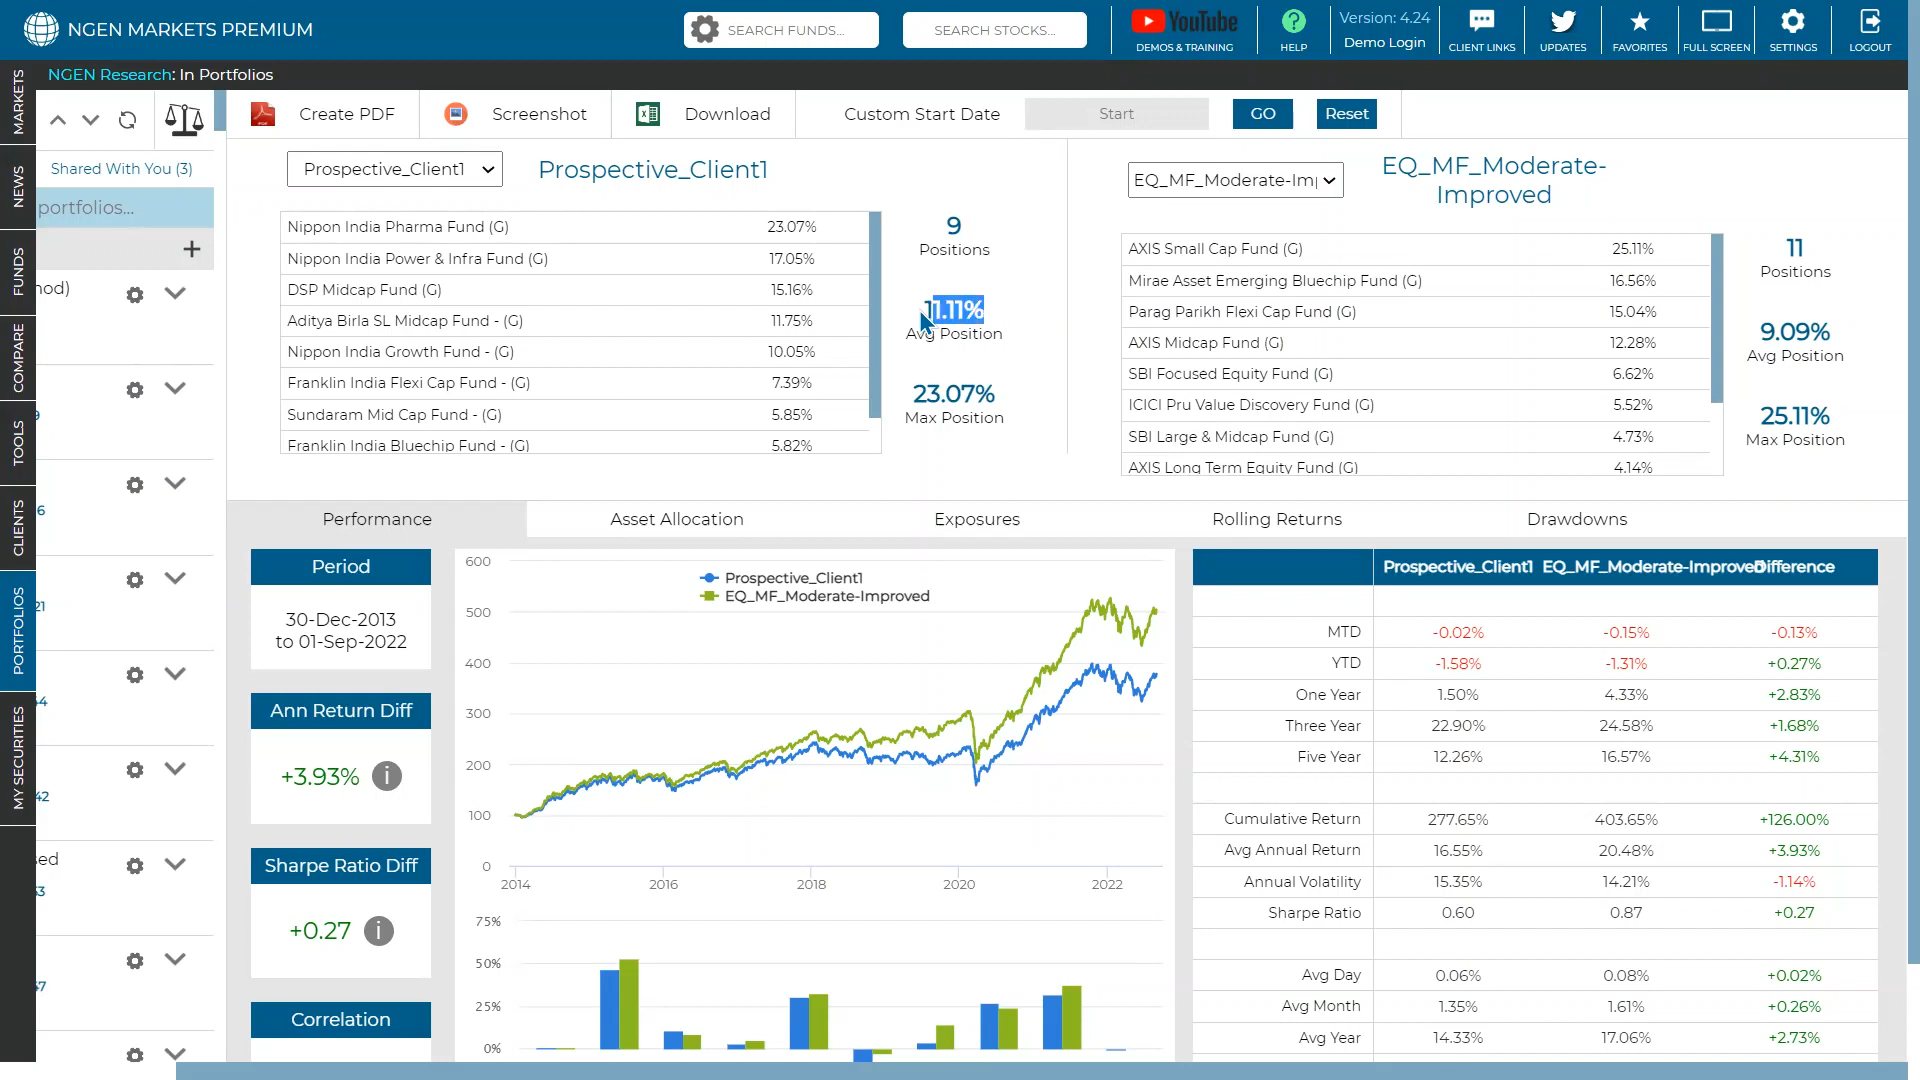 NGEN MARKETS PREMIUM
SEARCH FUNDS...
SEARCH STOCKS...
YouTube
DEMOS & TRAINING
HELP
Version: 4.24
Demo Login
CLIENT LINKS
UPDATES
FAVORITES
FULL SCREEN
SETTINGS
LOGOUT
NGEN Research: In Portfolios
MARKETS
NEWS
FUNDS
COMPARE
TOOLS
CLIENTS
PORTFOLIOS
MY SECURITIES
Shared With You (3)
portfolios...
Create PDF
Screenshot
Download
Custom Start Date
Start
GO
Reset
Prospective_Client1
Prospective_Client1
Nippon India Pharma Fund (G) 23.07%
Nippon India Power & Infra Fund (G) 17.05%
DSP Midcap Fund (G) 15.16%
Aditya Birla SL Midcap Fund - (G) 11.75%
Nippon India Growth Fund - (G) 10.05%
Franklin India Flexi Cap Fund - (G) 7.39%
Sundaram Mid Cap Fund - (G) 5.85%
Franklin India Bluechip Fund - (G) 5.82%
9
Positions
11.11%
Avg Position
23.07%
Max Position
EQ_MF_Moderate-Im
EQ_MF_Moderate-
Improved
AXIS Small Cap Fund (G) 25.11%
Mirae Asset Emerging Bluechip Fund (G) 16.56%
Parag Parikh Flexi Cap Fund (G) 15.04%
AXIS Midcap Fund (G) 12.28%
SBI Focused Equity Fund (G) 6.62%
ICICI Pru Value Discovery Fund (G) 5.52%
SBI Large & Midcap Fund (G) 4.73%
AXIS Long Term Equity Fund (G) 4.14%
11
Positions
9.09%
Avg Position
25.11%
Max Position
Performance
Asset Allocation
Exposures
Rolling Returns
Drawdowns
Period
30-Dec-2013
to 01-Sep-2022
Ann Return Diff
+3.93% i
Sharpe Ratio Diff
+0.27 i
Correlation
Prospective_Client1
EQ_MF_Moderate-Improved
600
500
400
300
200
100
0
2014 2016 2018 2020 2022
75%
50%
25%
0%
Prospective_Client1 EQ_MF_Moderate-Improved Difference
MTD -0.02% -0.15% -0.13%
YTD -1.58% -1.31% +0.27%
One Year 1.50% 4.33% +2.83%
Three Year 22.90% 24.58% +1.68%
Five Year 12.26% 16.57% +4.31%
Cumulative Return 277.65% 403.65% +126.00%
Avg Annual Return 16.55% 20.48% +3.93%
Annual Volatility 15.35% 14.21% -1.14%
Sharpe Ratio 0.60 0.87 +0.27
Avg Day 0.06% 0.08% +0.02%
Avg Month 1.35% 1.61% +0.26%
Avg Year 14.33% 17.06% +2.73%